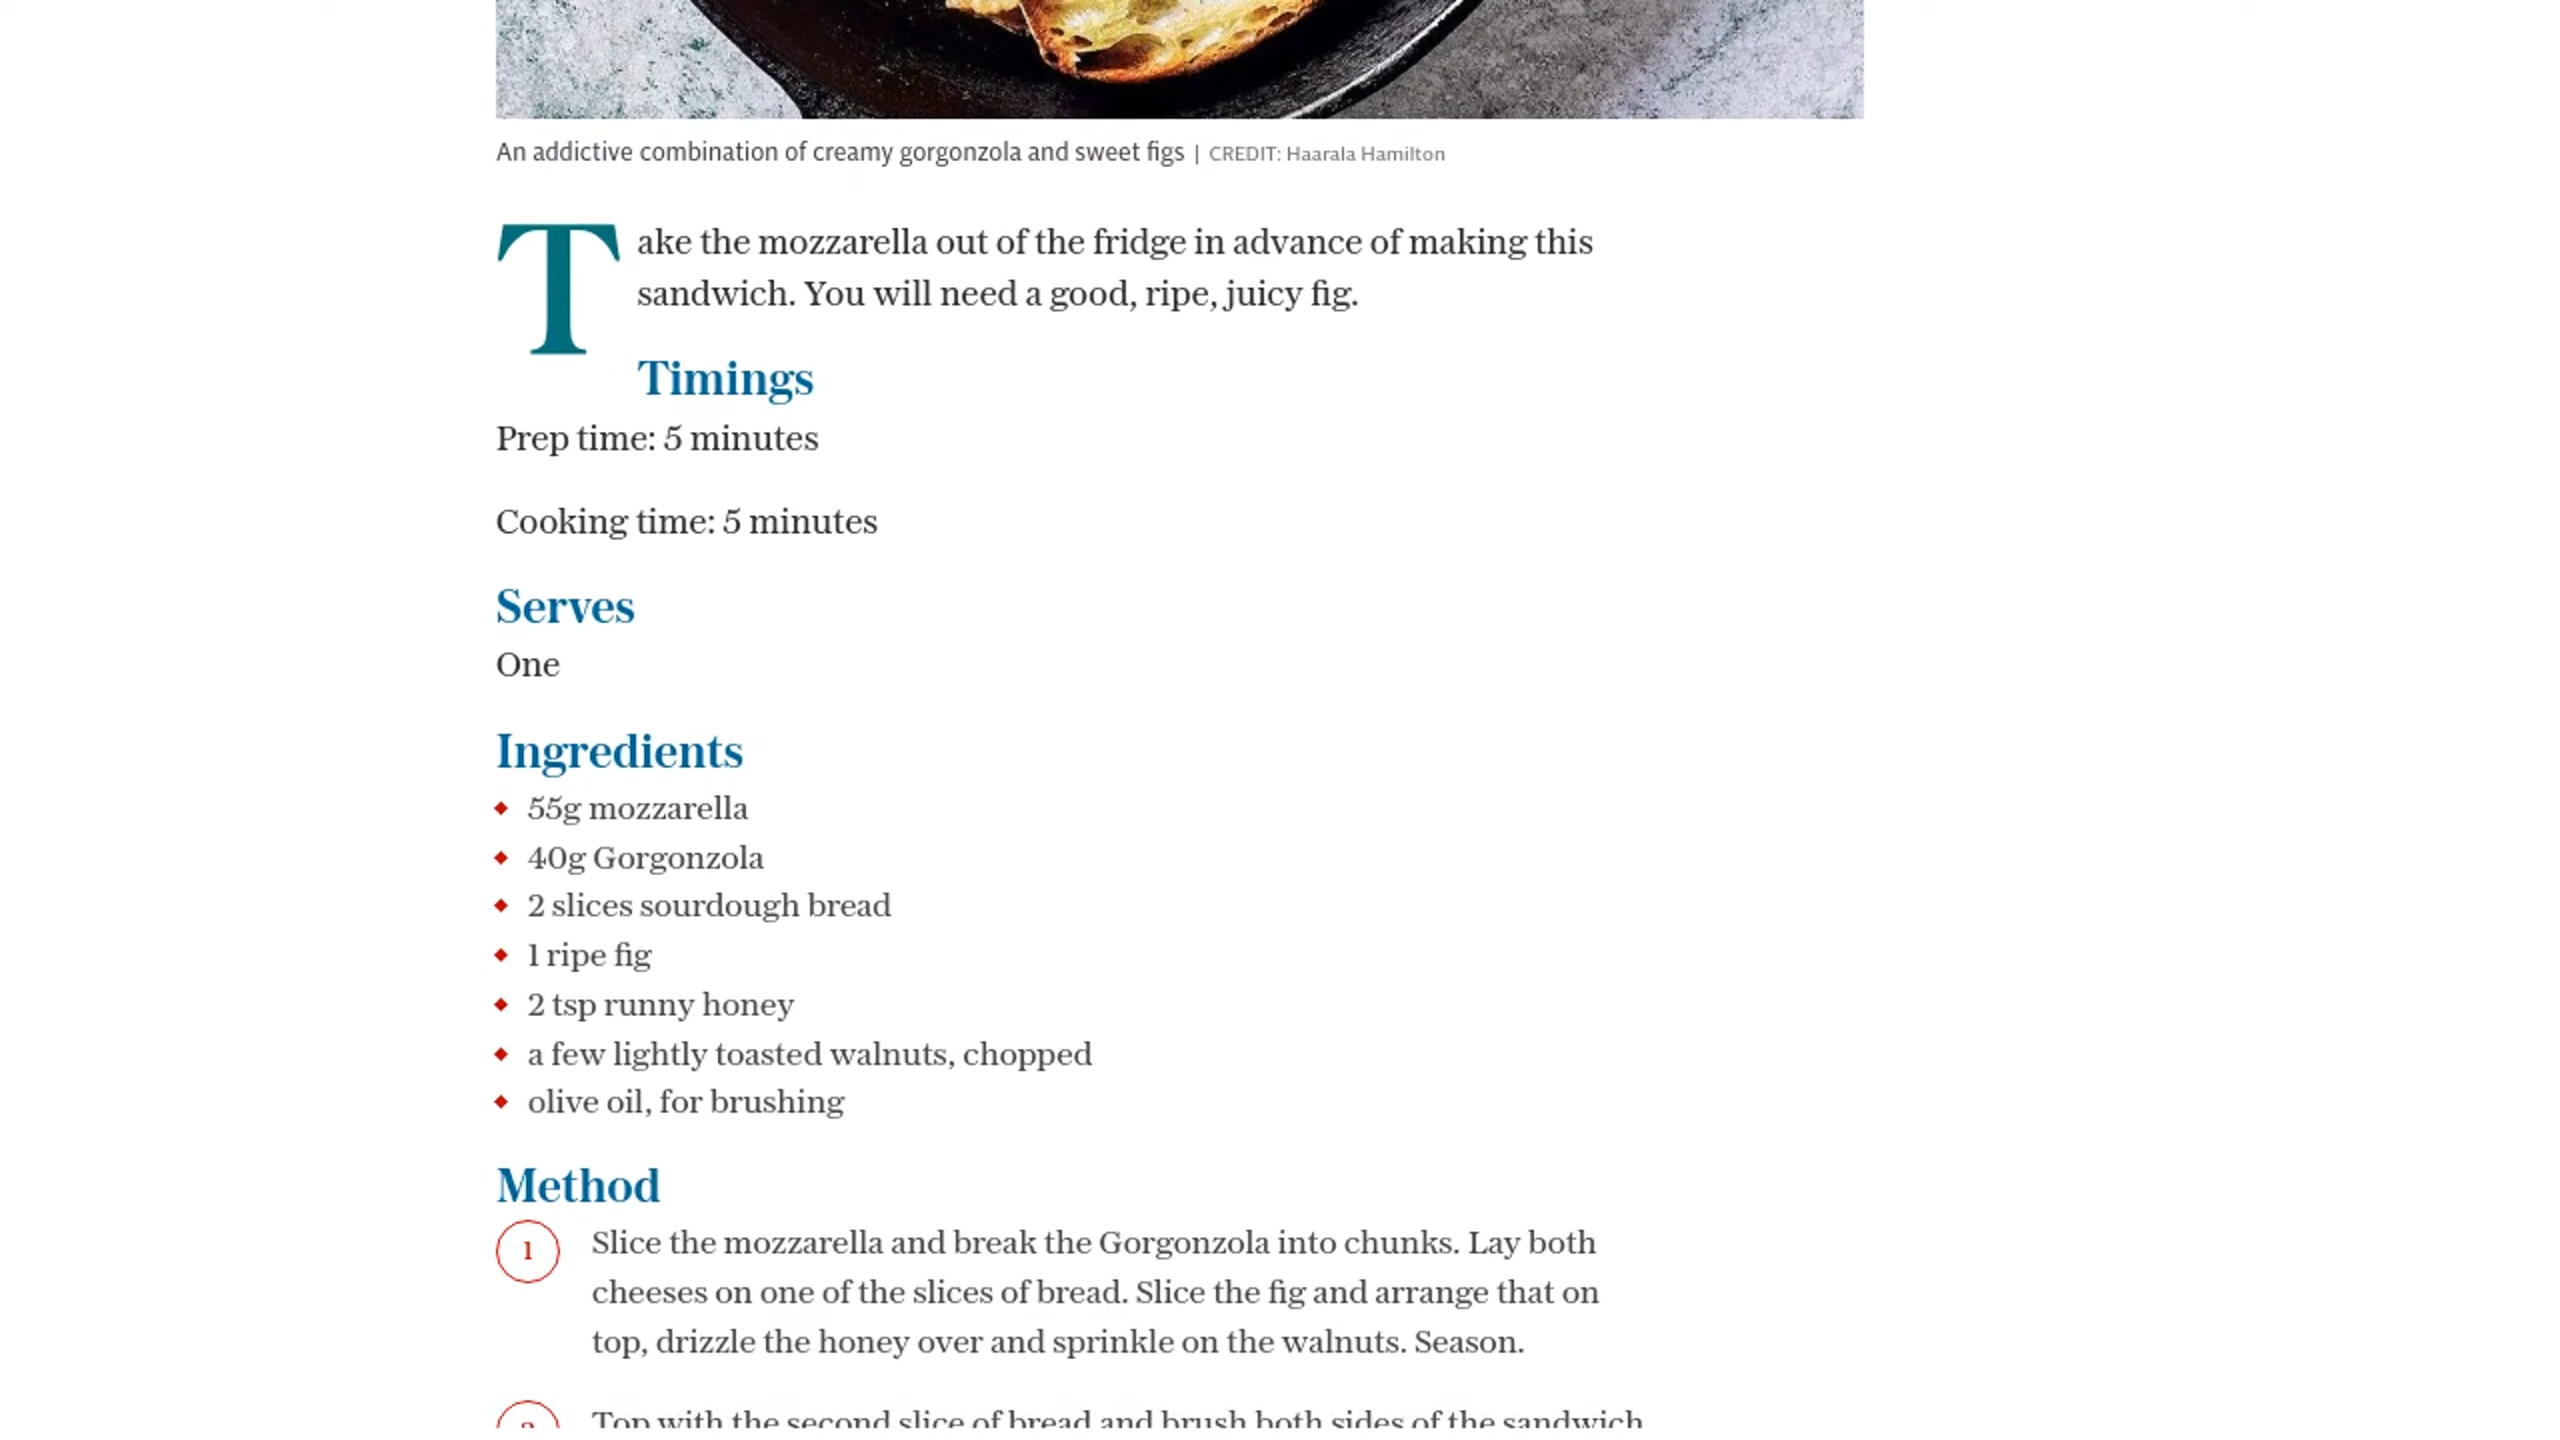 An addictive combination of creamy gorgonzola and sweet figs | CREDIT: Haarala Hamilton
Take the mozzarella out of the fridge in advance of making this
sandwich. You will need a good, ripe, juicy fig.
Timings
Prep time: 5 minutes
Cooking time: 5 minutes
Serves
One
Ingredients
55g mozzarella
40g Gorgonzola
2 slices sourdough bread
1 ripe fig
2 tsp runny honey
a few lightly toasted walnuts, chopped
olive oil, for brushing
Method
1 Slice the mozzarella and break the Gorgonzola into chunks. Lay both
cheeses on one of the slices of bread. Slice the fig and arrange that on
top, drizzle the honey over and sprinkle on the walnuts. Season.
2 Top with the second slice of bread and brush both sides of the sandwich